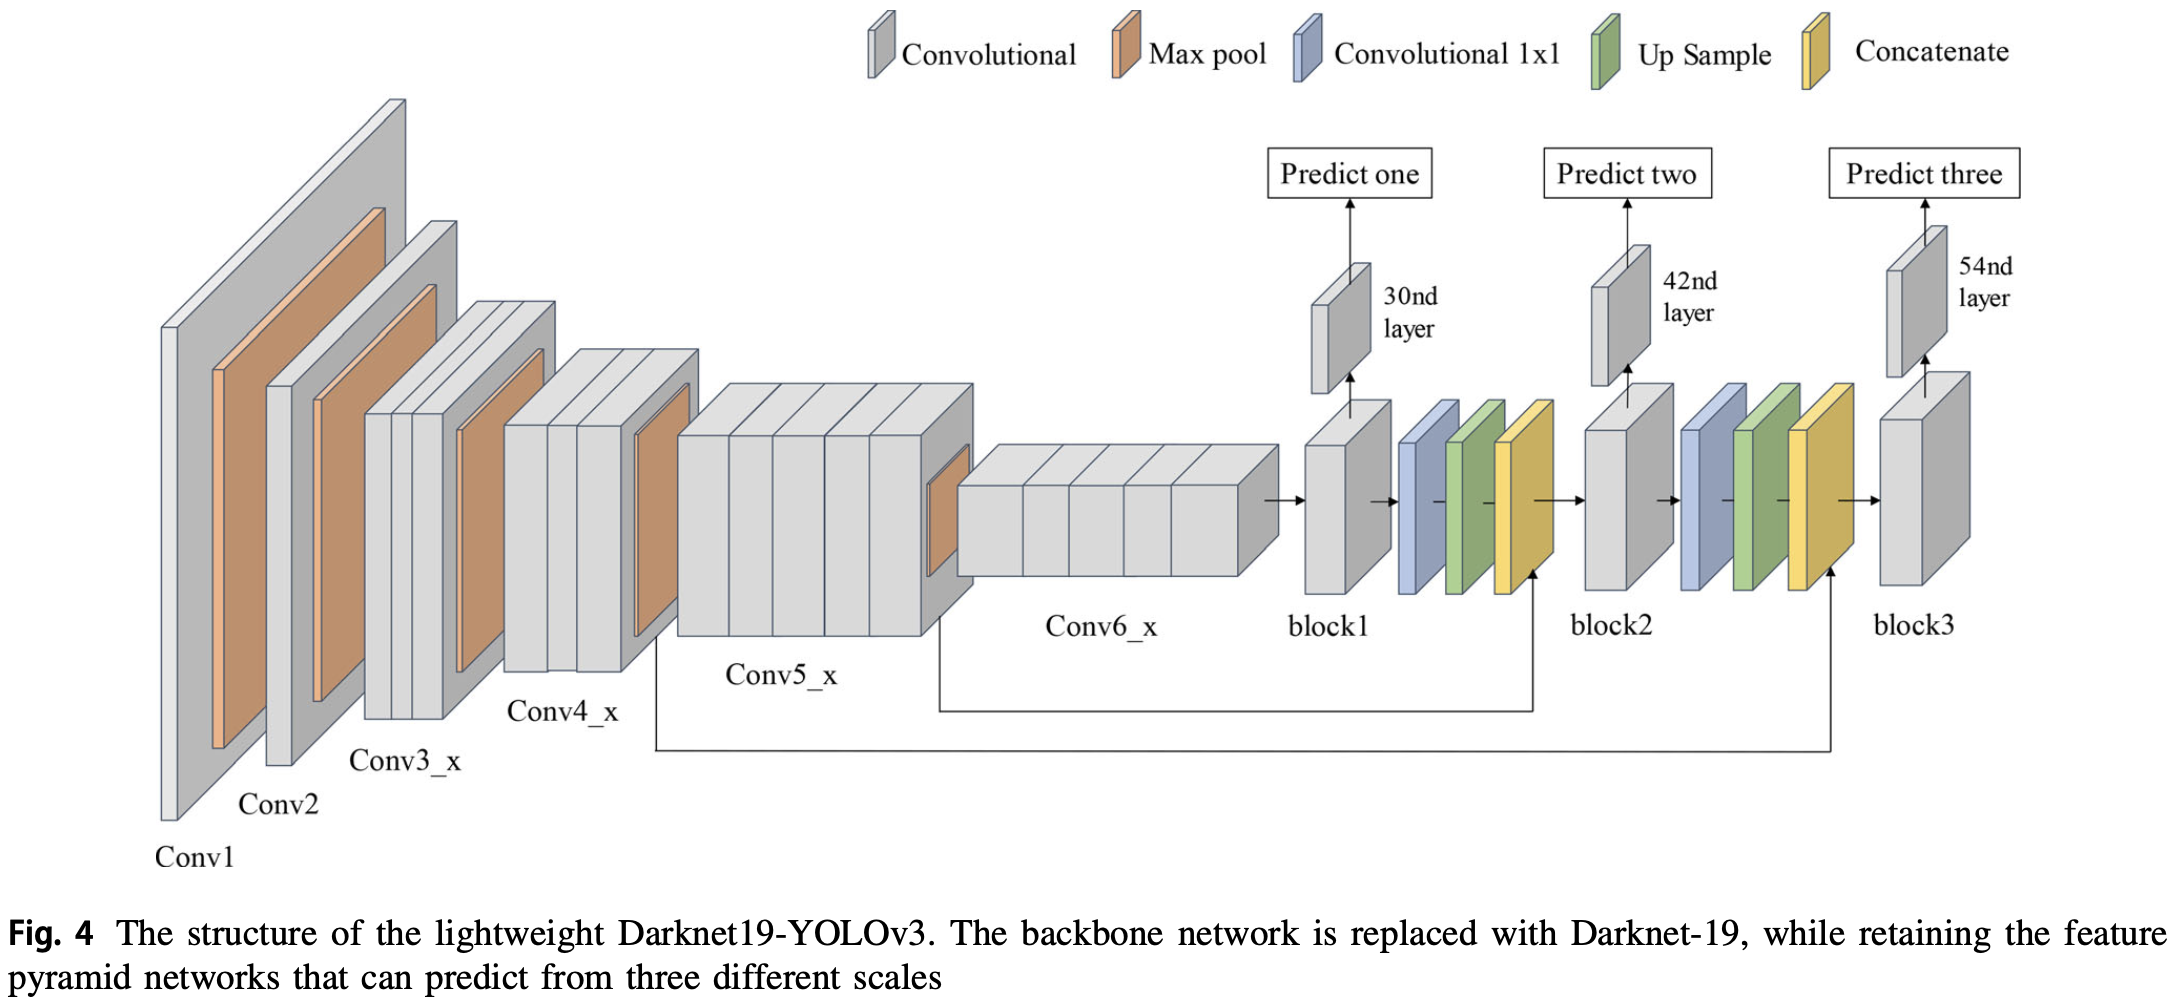 Convolutional
Max pool
Convolutional 1x1
Up Sample
Concatenate
Predict one
Predict two
Predict three
30nd
layer
42nd
layer
54nd
layer
block1
block2
block3
Conv6_x
Conv5_x
Conv4_x
Conv3_x
Conv2
Conv1
Fig. 4 The structure of the lightweight Darknet19-YOLOv3. The backbone network is replaced with Darknet-19, while retaining the feature
pyramid networks that can predict from three different scales